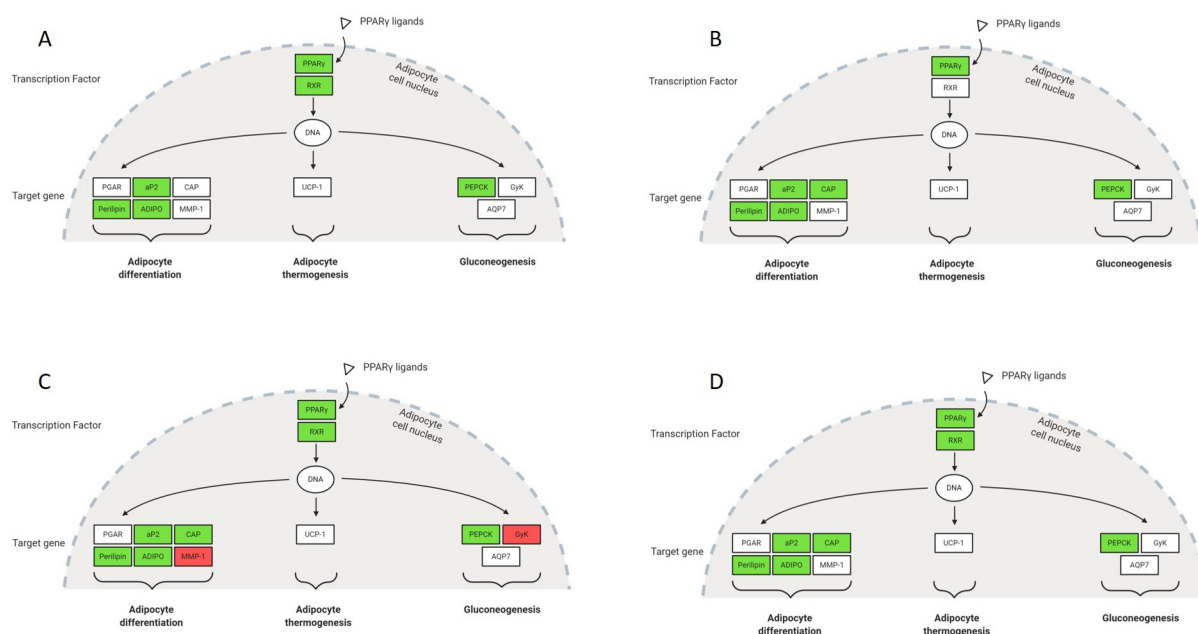 A
PPARγ ligands
Transcription Factor
PPARγ
RXR
Adipocyte
cell nucleus
DNA
Target gene
PGAR aP2 CAP
Perilipin ADIPO MMP-1
UCP-1
PEPCK GyK
AQP7
Adipocyte
differentiation
Adipocyte
thermogenesis
Gluconeogenesis
B
PPARγ ligands
Transcription Factor
PPARγ
RXR
Adipocyte
cell nucleus
DNA
Target gene
PGAR aP2 CAP
Perilipin ADIPO MMP-1
UCP-1
PEPCK GyK
AQP7
Adipocyte
differentiation
Adipocyte
thermogenesis
Gluconeogenesis
C
PPARγ ligands
Transcription Factor
PPARγ
RXR
Adipocyte
cell nucleus
DNA
Target gene
PGAR aP2 CAP
Perilipin ADIPO MMP-1
UCP-1
PEPCK GyK
AQP7
Adipocyte
differentiation
Adipocyte
thermogenesis
Gluconeogenesis
D
PPARγ ligands
Transcription Factor
PPARγ
RXR
Adipocyte
cell nucleus
DNA
Target gene
PGAR aP2 CAP
Perilipin ADIPO MMP-1
UCP-1
PEPCK GyK
AQP7
Adipocyte
differentiation
Adipocyte
thermogenesis
Gluconeogenesis